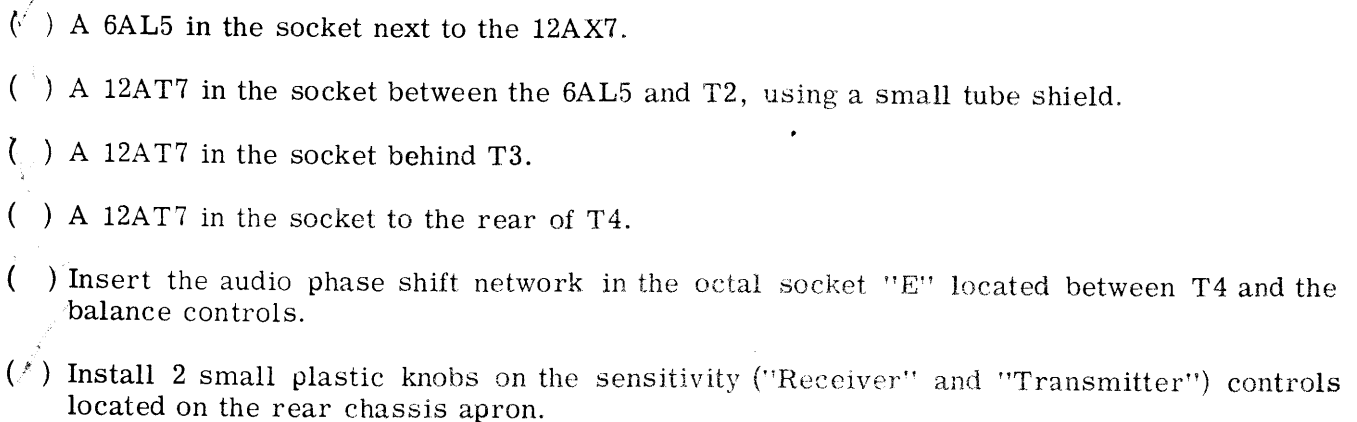 ( ) A 6AL5 in the socket next to the 12AX7.
( ) A 12AT7 in the socket between the 6AL5 and T2, using a small tube shield.
( ) A 12AT7 in the socket behind T3.
( ) A 12AT7 in the socket to the rear of T4.
( ) Insert the audio phase shift network in the octal socket "E" located between T4 and the
balance controls.
( ) Install 2 small plastic knobs on the sensitivity ("Receiver" and "Transmitter") controls
located on the rear chassis apron.